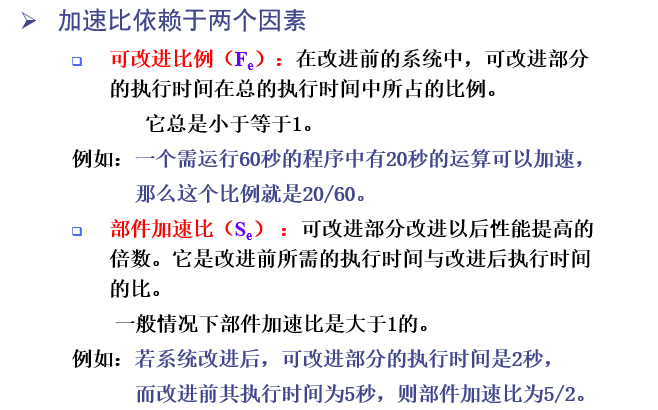 加速比依赖于两个因素
可改进比例（Fe）：在改进前的系统中，可改进部分
的执行时间在总的执行时间中所占的比例。
它总是小于等于1。
例如：一个需运行60秒的程序中有20秒的运算可以加速，
那么这个比例就是20/60。
部件加速比（Se）：可改进部分改进以后性能提高的
倍数。它是改进前所需的执行时间与改进后执行时间
的比。
一般情况下部件加速比是大于1的。
例如：若系统改进后，可改进部分的执行时间是2秒，
而改进前其执行时间为5秒，则部件加速比为5/2。